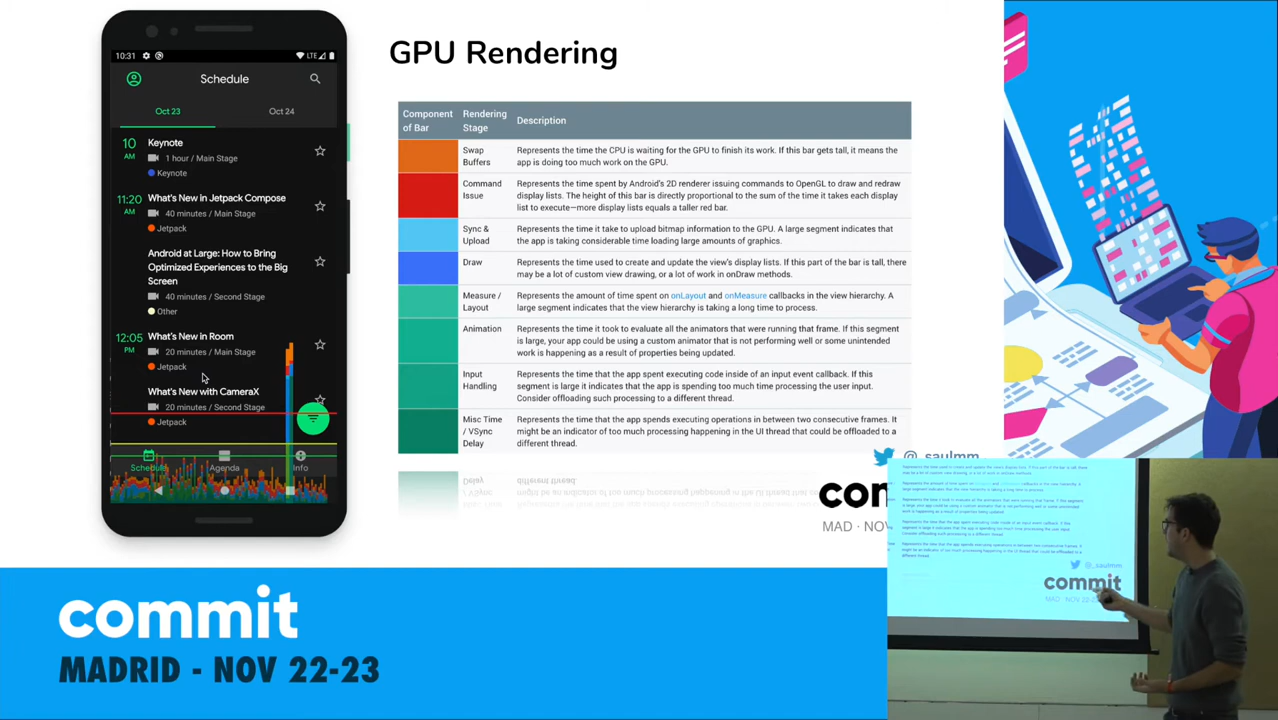 10:31
LTE
Schedule
Oct 23
Oct 24
10
AM
Keynote
1 hour / Main Stage
Keynote
11:20
AM
What's New in Jetpack Compose
40 minutes / Main Stage
Jetpack
Android at Large: How to Bring
Optimized Experiences to the Big
Screen
40 minutes / Second Stage
Other
12:05
PM
What's New in Room
20 minutes / Main Stage
Jetpack
What's New with CameraX
20 minutes / Second Stage
Jetpack
Schedule
Agenda
Info
GPU Rendering
Component
of Bar
Rendering
Stage
Description
Swap
Buffers
Represents the time the CPU is waiting for the GPU to finish its work. If this bar gets tall, it means the
app is doing too much work on the GPU.
Command
Issue
Represents the time spent by Android's 2D renderer issuing commands to OpenGL to draw and redraw
display lists. The height of this bar is directly proportional to the sum of the time it takes each display
list to execute—more display lists equals a taller red bar.
Sync &
Upload
Represents the time it take to upload bitmap information to the GPU. A large segment indicates that
the app is taking considerable time loading large amounts of graphics.
Draw
Represents the time used to create and update the view's display lists. If this part of the bar is tall, there
may be a lot of custom view drawing, or a lot of work in onDraw methods.
Measure /
Layout
Represents the amount of time spent on onLayout and onMeasure callbacks in the view hierarchy. A
large segment indicates that the view hierarchy is taking a long time to process.
Animation
Represents the time it took to evaluate all the animators that were running that frame. If this segment
is large, your app could be using a custom animator that is not performing well or some unintended
work is happening as a result of properties being updated.
Input
Handling
Represents the time that the app spent executing code inside of an input event callback. If this
segment is large it indicates that the app is spending too much time processing the user input.
Consider offloading such processing to a different thread.
Misc Time
/ VSync
Delay
Represents the time that the app spends executing operations in between two consecutive frames. It
might be an indicator of too much processing happening in the UI thread that could be offloaded to a
different thread.
@_saulmm
com
MAD · NOV
@_saulmm
commit
MAD · NOV 22-23
commit
MADRID - NOV 22-23